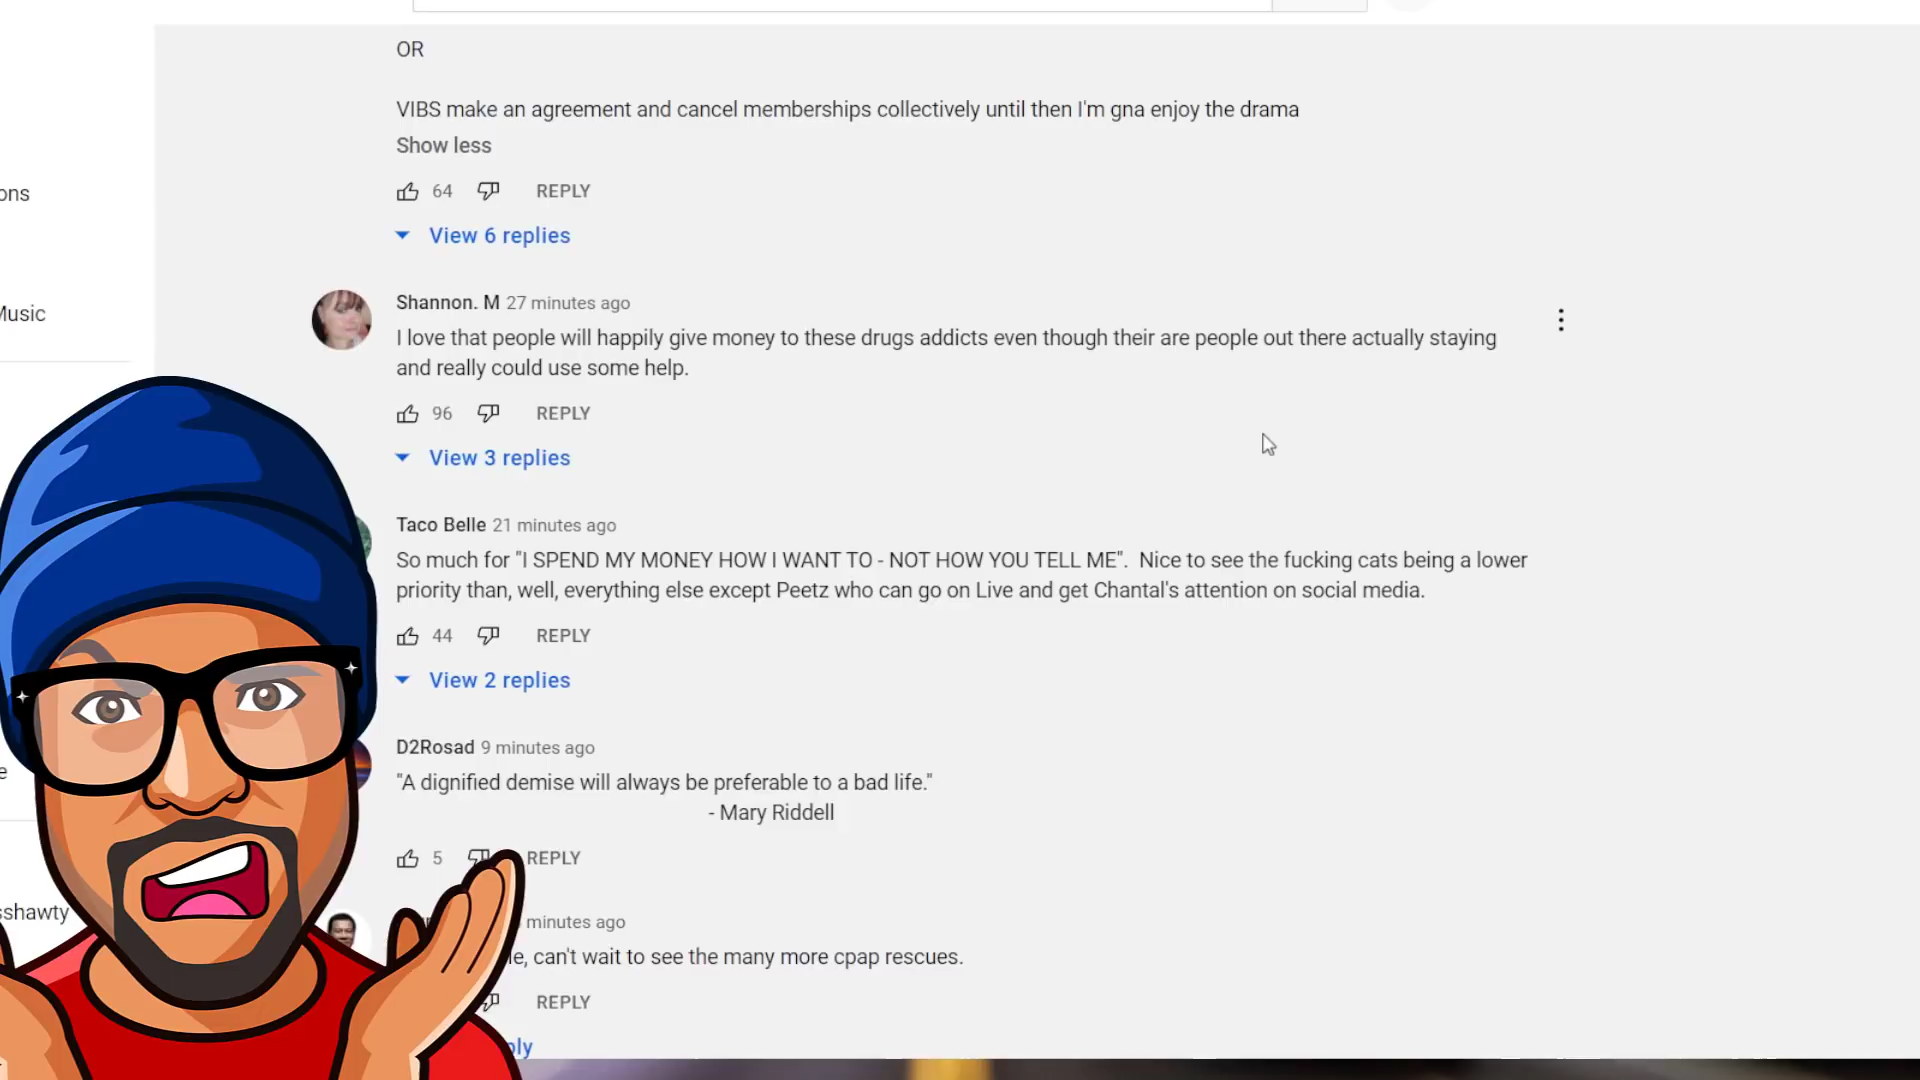 OR
VIBS make an agreement and cancel memberships collectively until then I'm gna enjoy the drama
Show less
64 REPLY
ons
View 6 replies
Shannon. M 27 minutes ago
Music
I love that people will happily give money to these drugs addicts even though their are people out there actually staying
and really could use some help.
96 REPLY
View 3 replies
Taco Belle 21 minutes ago
So much for "I SPEND MY MONEY HOW I WANT TO - NOT HOW YOU TELL ME". Nice to see the fucking cats being a lower
priority than, well, everything else except Peetz who can go on Live and get Chantal's attention on social media.
44 REPLY
View 2 replies
D2Rosad 9 minutes ago
e
"A dignified demise will always be preferable to a bad life."
- Mary Riddell
5 REPLY
sshawty
minutes ago
le, can't wait to see the many more cpap rescues.
REPLY
ply